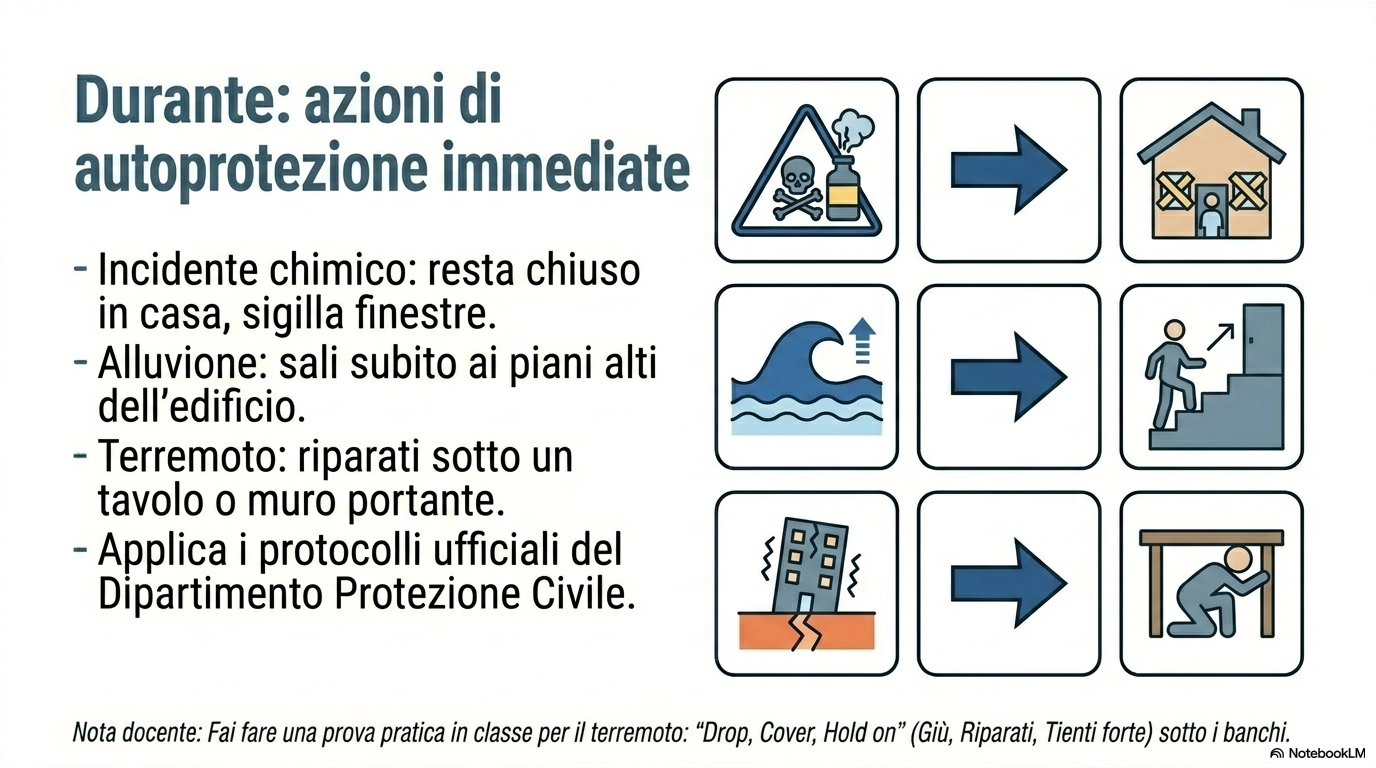 Durante: azioni di
autoprotezione immediate
- Incidente chimico: resta chiuso
in casa, sigilla finestre.
- Alluvione: sali subito ai piani alti
dell’edificio.
- Terremoto: riparati sotto un
tavolo o muro portante.
- Applica i protocolli ufficiali del
Dipartimento Protezione Civile.
Nota docente: Fai fare una prova pratica in classe per il terremoto: “Drop, Cover, Hold on” (Giù, Riparati, Tienti forte) sotto i banchi.
NotebookLM